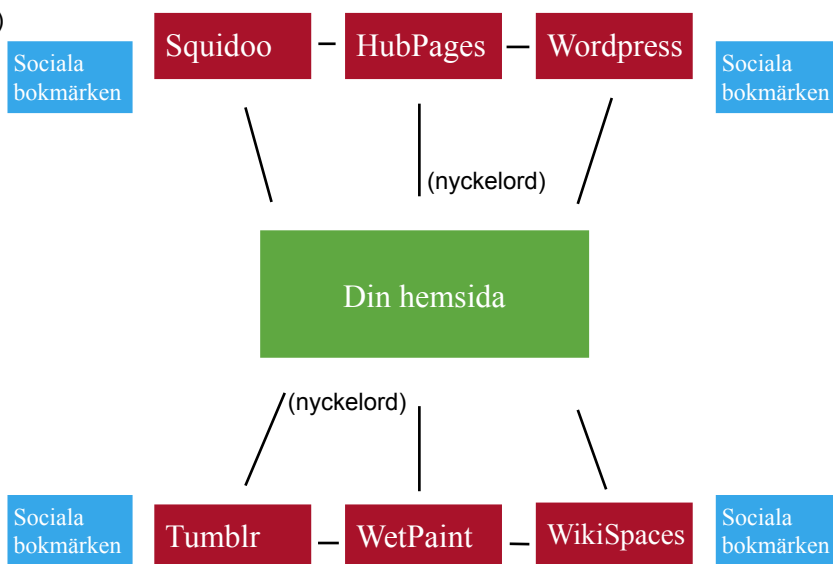 )
Sociala
bokmärken
Squidoo
HubPages
Wordpress
Sociala
bokmärken
(nyckelord)
Din hemsida
(nyckelord)
Sociala
bokmärken
Tumblr
WetPaint
WikiSpaces
Sociala
bokmärken